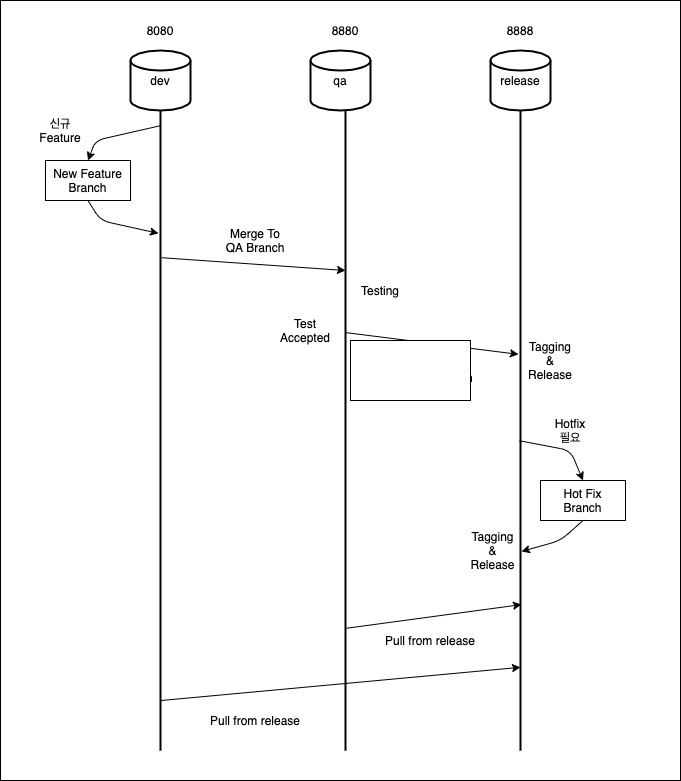 8080
8880
8888
dev
qa
release
신규
Feature
New Feature
Branch
Merge To
QA Branch
Testing
Test
Accepted
Tagging
&
Release
Hotfix
필요
Hot Fix
Branch
Tagging
&
Release
Pull from release
Pull from release